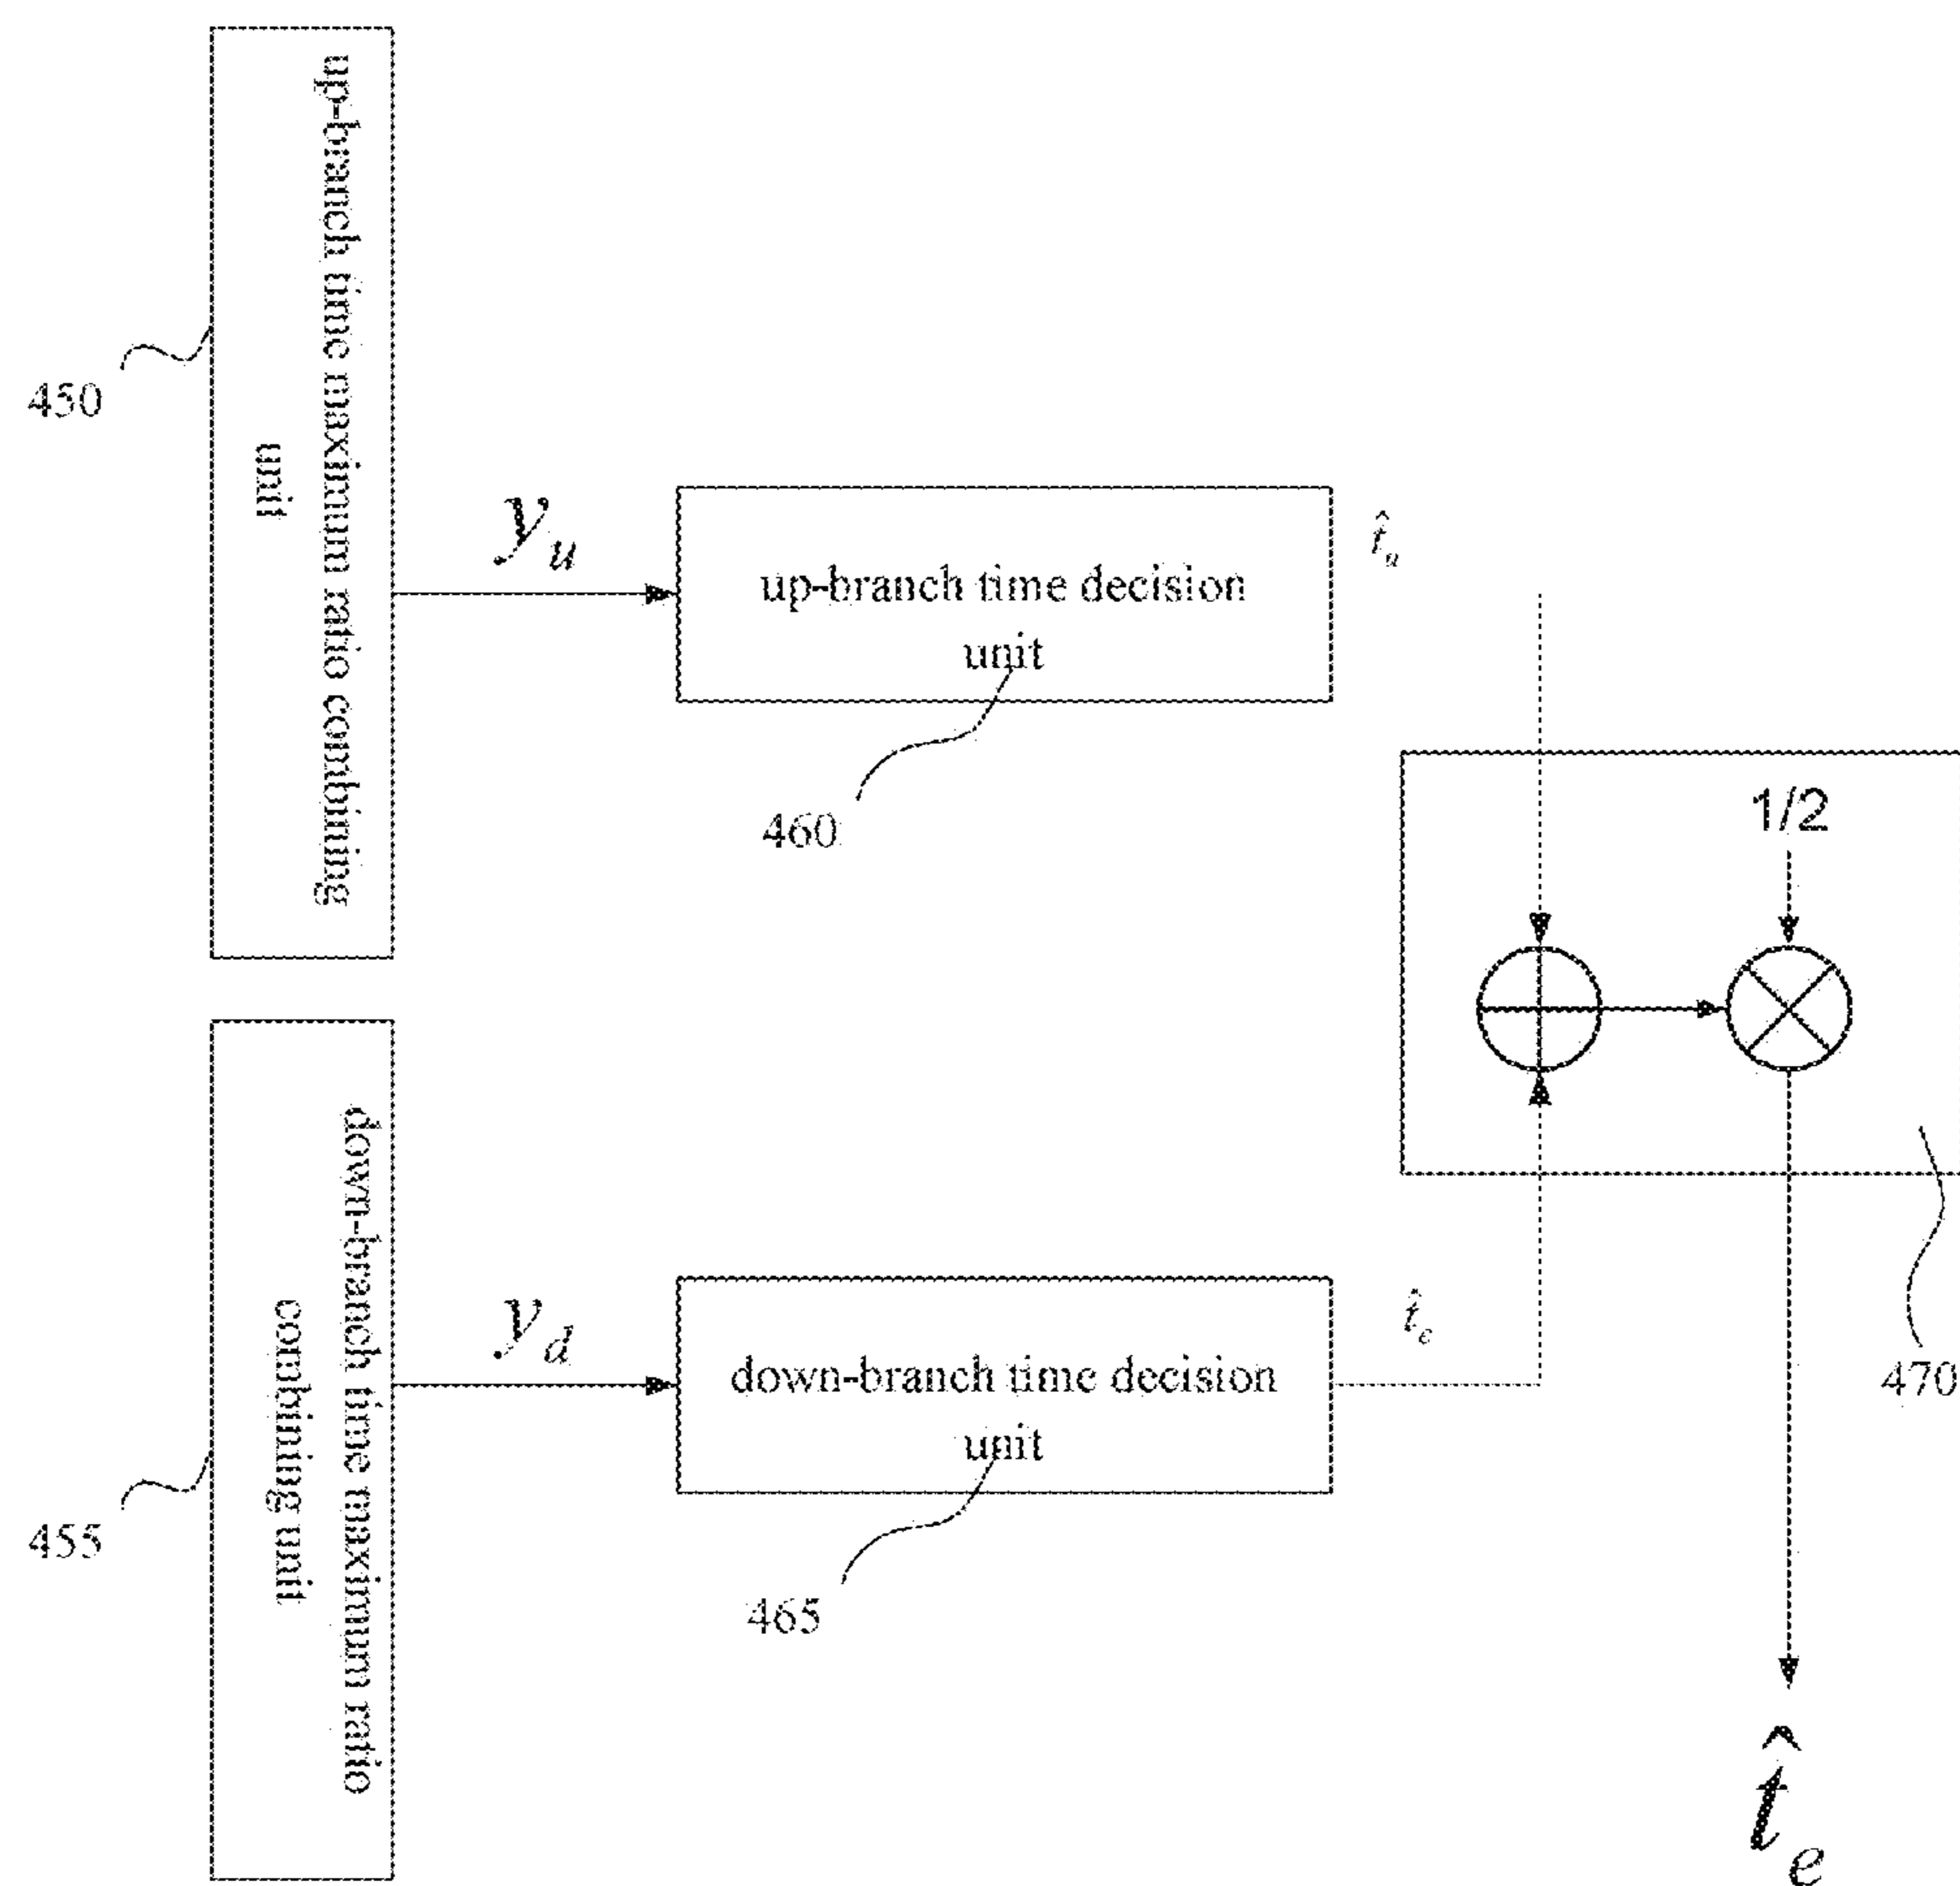 up-branch time maximum ratio combining
unit
450
y_u
up-branch time decision
unit
460
t̂_u
1/2
470
down-branch time maximum ratio
combining unit
455
y_d
down-branch time decision
unit
465
t̂_e
t̂_e